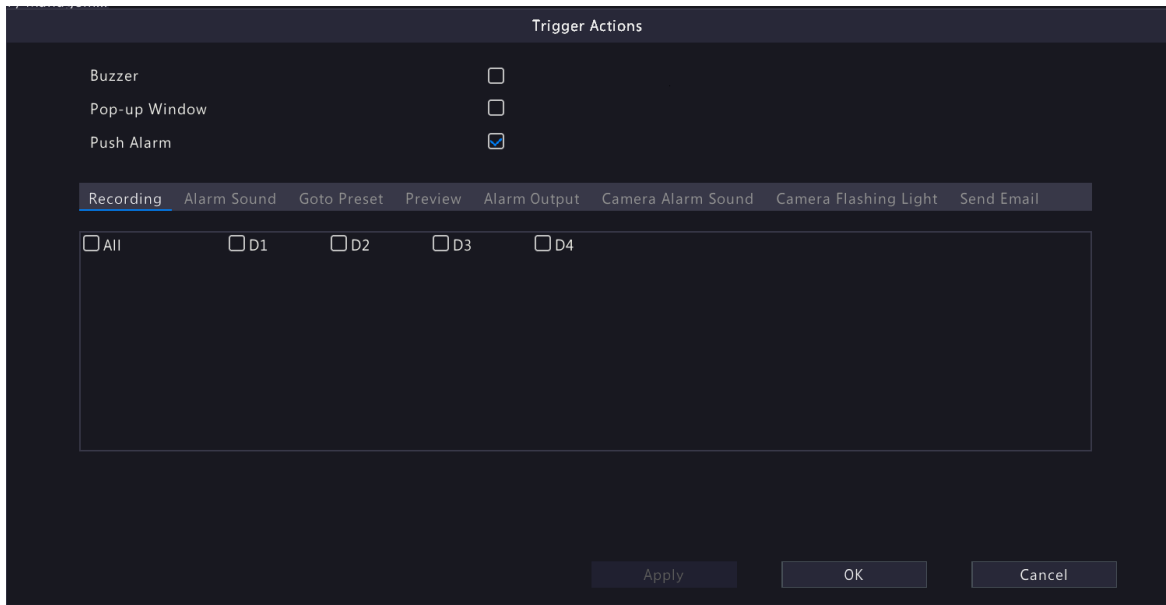 Trigger Actions
Buzzer
Pop-up Window
Push Alarm
Recording Alarm Sound Goto Preset Preview Alarm Output Camera Alarm Sound Camera Flashing Light Send Email
All D1 D2 D3 D4
Apply OK Cancel